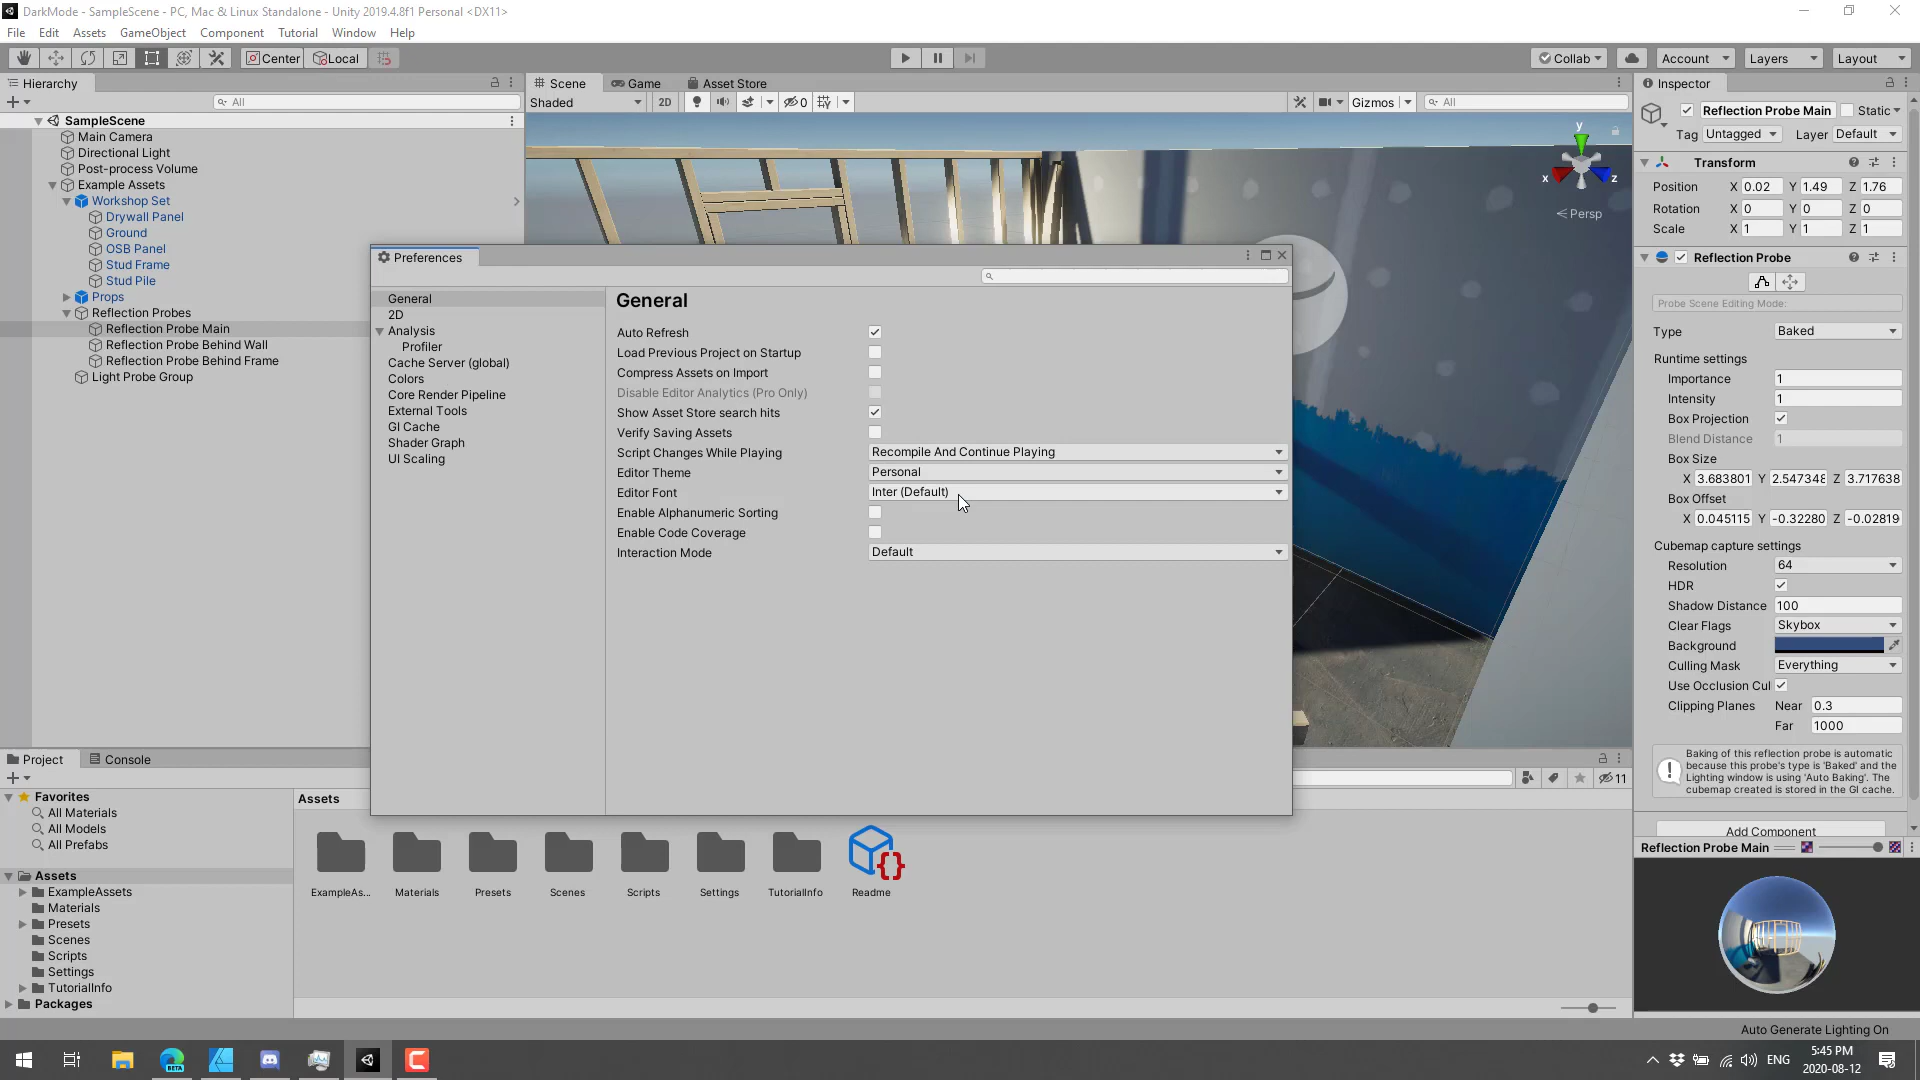 DarkMode - SampleScene - PC, Mac & Linux Standalone - Unity 2019.4.8f1 Personal <DX11>
File Edit Assets GameObject Component Tutorial Window Help
Center Local Collab Account Layers Layout
Hierarchy
All
SampleScene
Main Camera
Directional Light
Post-process Volume
Example Assets
Workshop Set
Drywall Panel
Ground
OSB Panel
Stud Frame
Stud Pile
Props
Reflection Probes
Reflection Probe Main
Reflection Probe Behind Wall
Reflection Probe Behind Frame
Light Probe Group
Scene Game Asset Store
Shaded 2D 0 Gizmos All
y
x z
Persp
Preferences
General
2D
Analysis
Profiler
Cache Server (global)
Colors
Core Render Pipeline
External Tools
GI Cache
Shader Graph
UI Scaling
General
Auto Refresh
Load Previous Project on Startup
Compress Assets on Import
Disable Editor Analytics (Pro Only)
Show Asset Store search hits
Verify Saving Assets
Script Changes While Playing Recompile And Continue Playing
Editor Theme Personal
Editor Font Inter (Default)
Enable Alphanumeric Sorting
Enable Code Coverage
Interaction Mode Default
Inspector
Reflection Probe Main Static
Tag Untagged Layer Default
Transform
Position X 0.02 Y 1.49 Z 1.76
Rotation X 0 Y 0 Z 0
Scale X 1 Y 1 Z 1
Reflection Probe
Probe Scene Editing Mode:
Type Baked
Runtime settings
Importance 1
Intensity 1
Box Projection
Blend Distance 1
Box Size
X 3.683801 Y 2.547348 Z 3.717638
Box Offset
X 0.045115 Y -0.32280 Z -0.02819
Cubemap capture settings
Resolution 64
HDR
Shadow Distance 100
Clear Flags Skybox
Background
Culling Mask Everything
Use Occlusion Cul
Clipping Planes Near 0.3
Far 1000
Baking of this reflection probe is automatic
because this probe's type is 'Baked' and the
Lighting window is using 'Auto Baking'. The
cubemap created is stored in the GI cache.
Add Component
Reflection Probe Main
Project Console
11
Favorites
All Materials
All Models
All Prefabs
Assets
ExampleAssets
Materials
Presets
Scenes
Scripts
Settings
TutorialInfo
Packages
Assets
ExampleAs... Materials Presets Scenes Scripts Settings TutorialInfo Readme
Auto Generate Lighting On
BETA
ENG
5:45 PM
2020-08-12